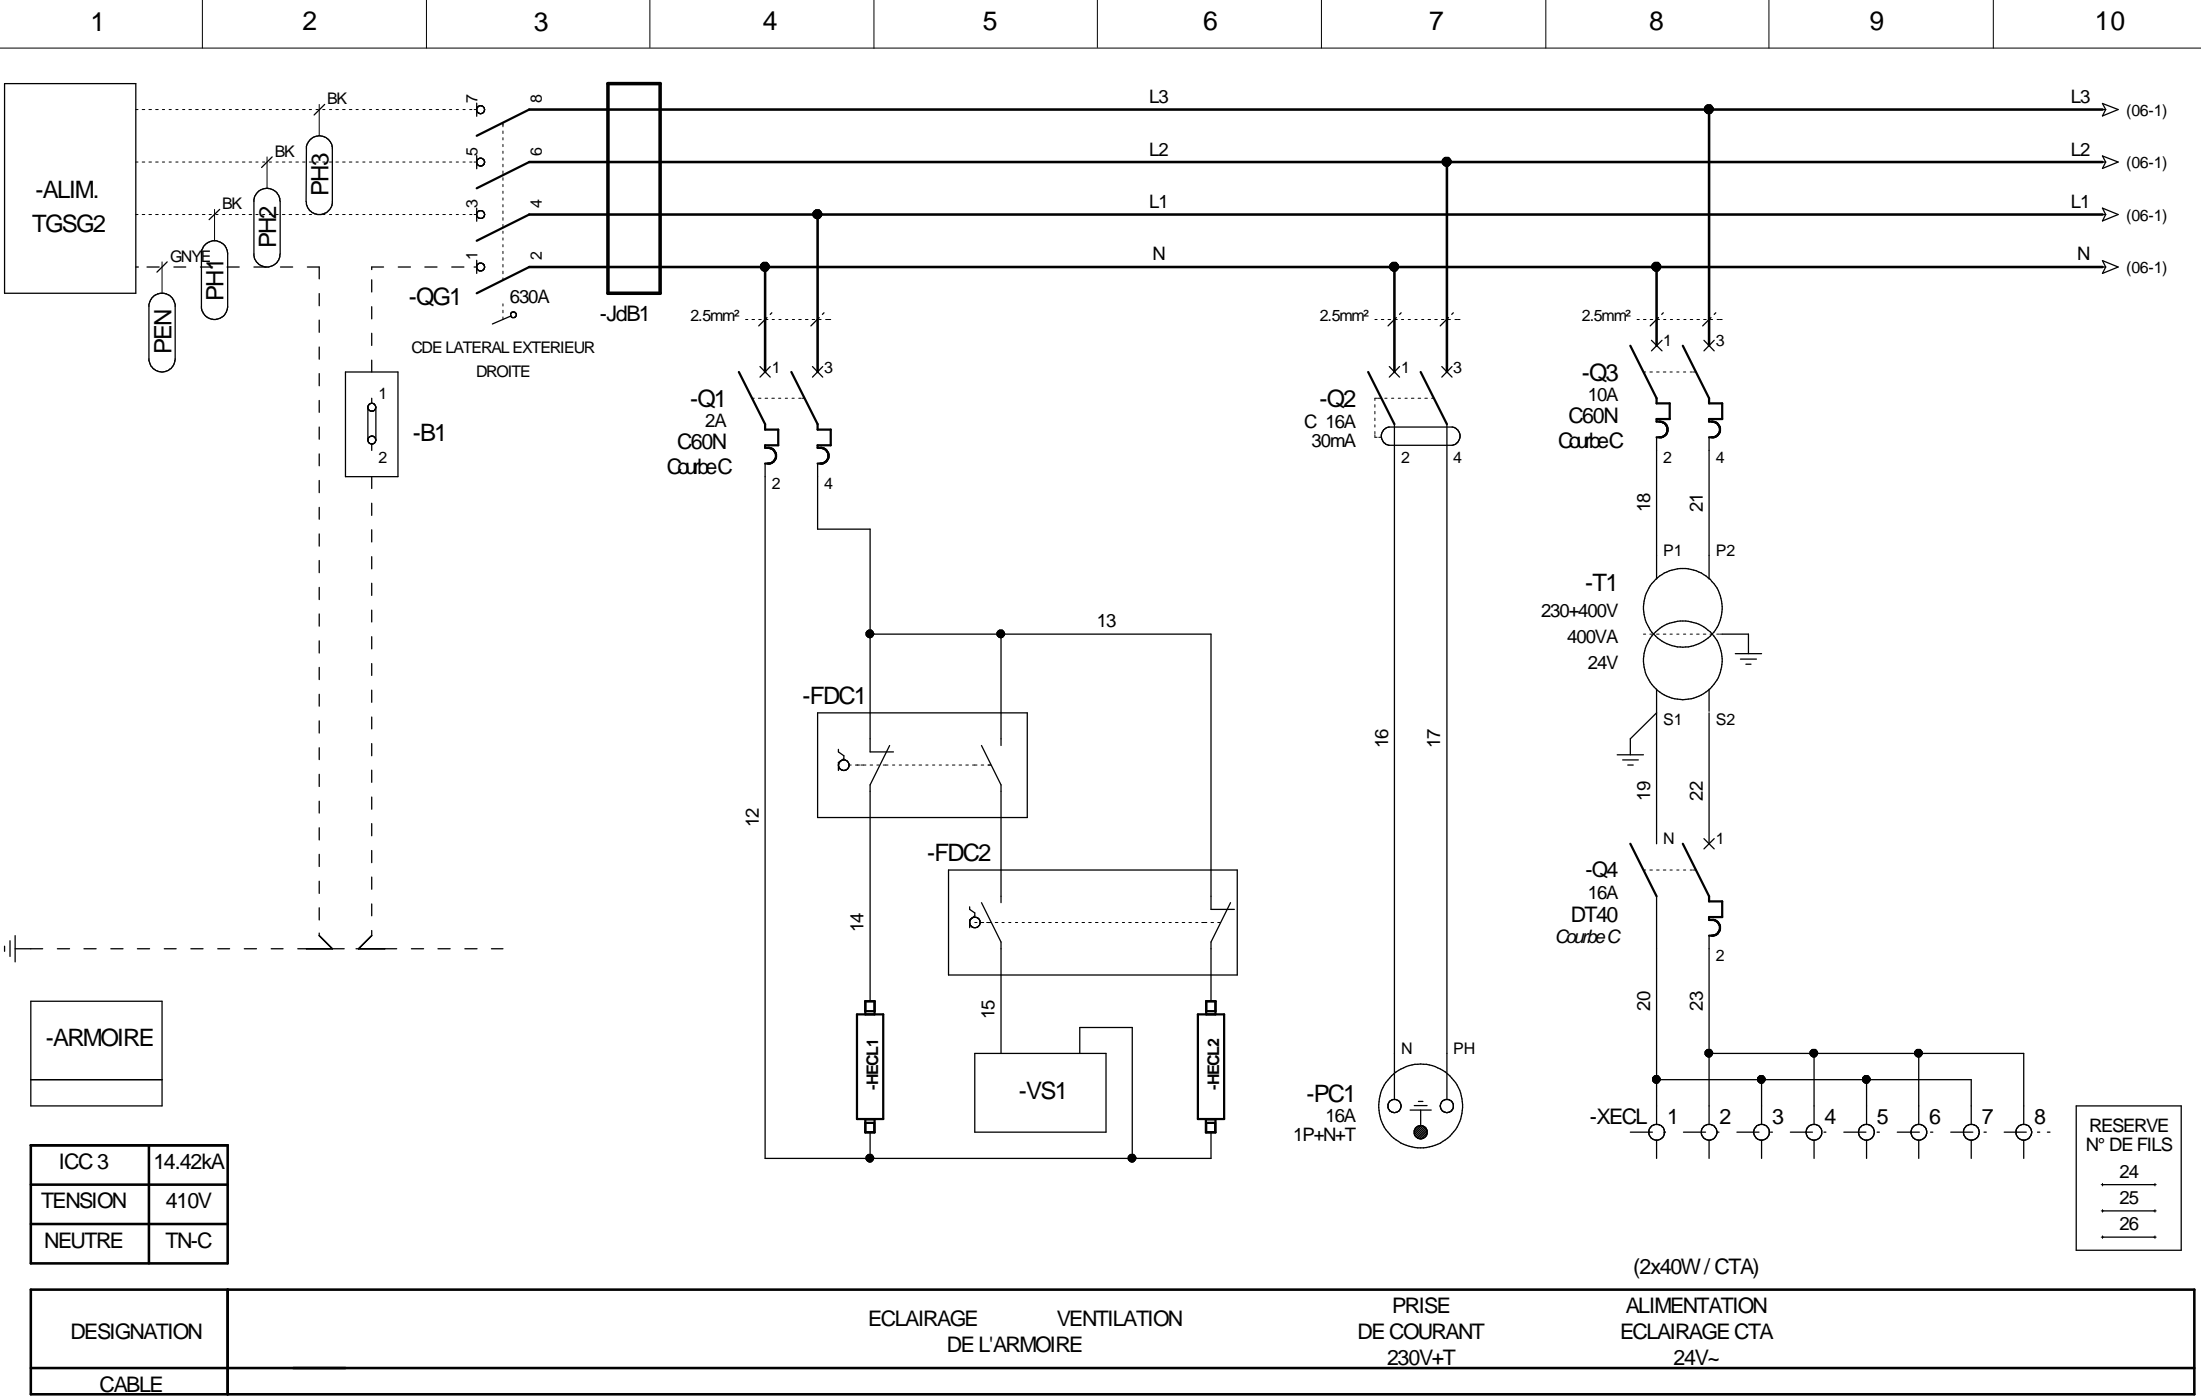 1 2 3 4 5 6 7 8 9 10
-ALIM.
TGSG2
BK
BK
BK
GNYE
PH3
PH2
PH1
PEN
7 8
5 6
3 4
1 2
-QG1
630A
CDE LATERAL EXTERIEUR
DROITE
-JdB1
L3 L3 (06-1)
L2 L2 (06-1)
L1 L1 (06-1)
N N (06-1)
1
2
-B1
2.5mm²
1 3
-Q1
2A
C60N
Courbe C
2 4
13
-FDC1
12
-FDC2
14
15
-HECL1
-VS1
-HECL2
2.5mm²
1 3
-Q2
C 16A
30mA
2 4
16 17
N PH
-PC1
16A
1P+N+T
2.5mm²
1 3
-Q3
10A
C60N
Courbe C
2 4
18 21
P1 P2
-T1
230+400V
400VA
24V
S1 S2
19 22
N 1
-Q4
16A
DT40
Courbe C
2
20 23
-XECL 1 2 3 4 5 6 7 8
RESERVE
N° DE FILS
24
25
26
-ARMOIRE
ICC 3 14.42kA
TENSION 410V
NEUTRE TN-C
(2x40W / CTA)
DESIGNATION
ECLAIRAGE VENTILATION
DE L'ARMOIRE
PRISE
DE COURANT
230V+T
ALIMENTATION
ECLAIRAGE CTA
24V~
CABLE